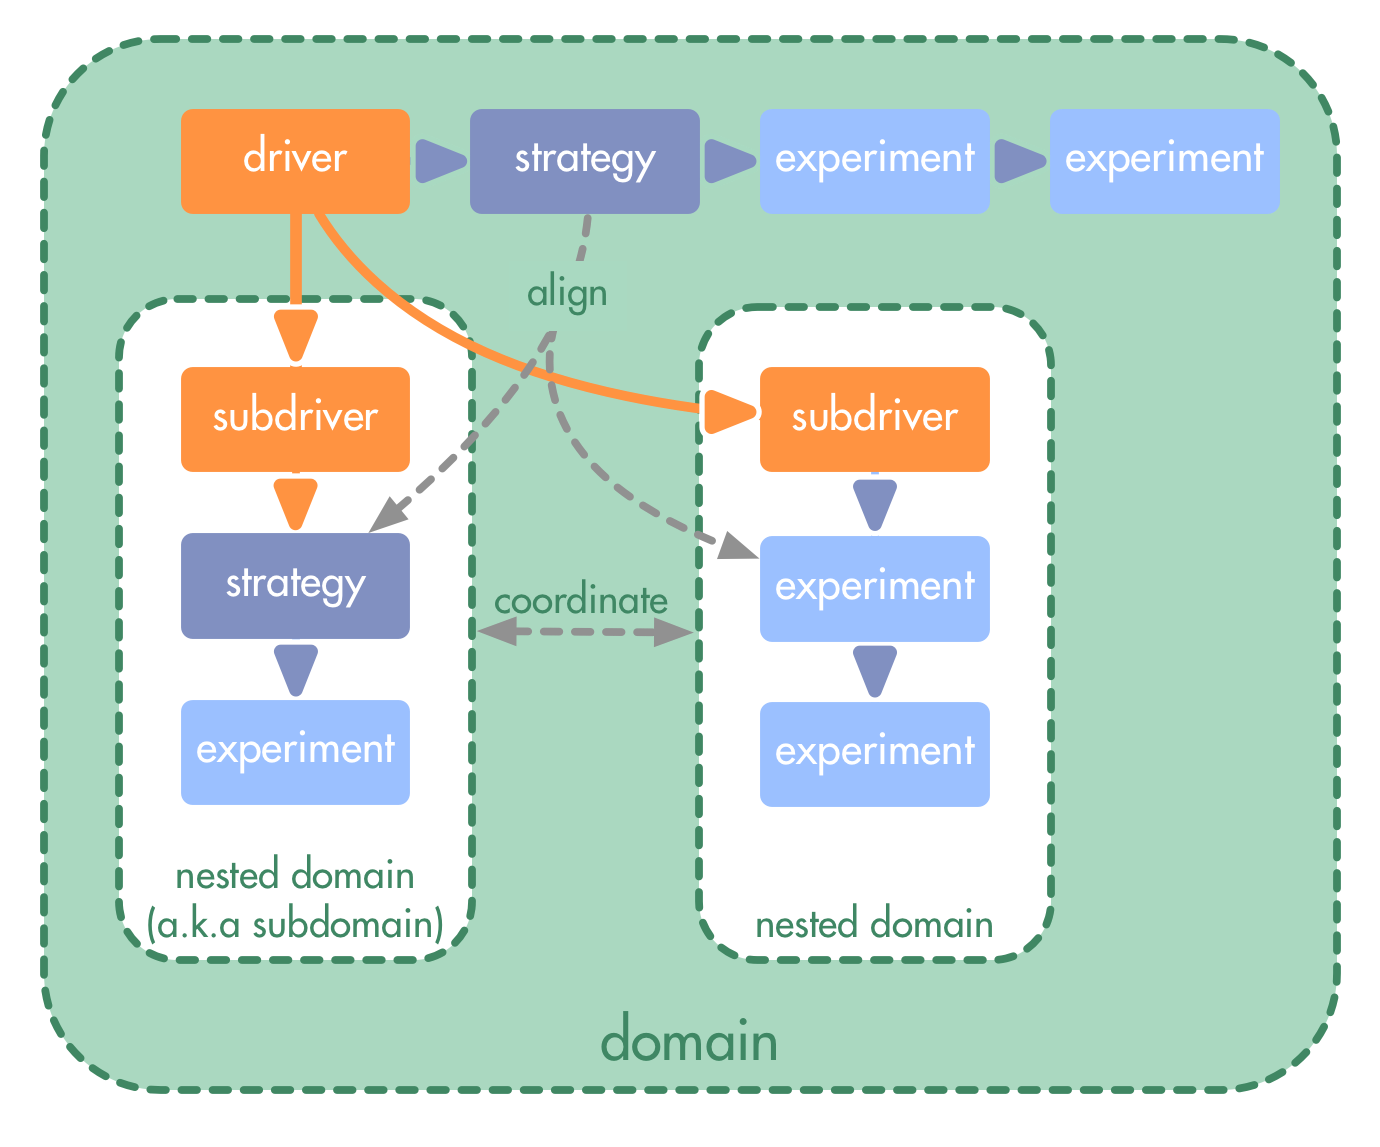 driver
strategy
experiment
experiment
align
subdriver
strategy
experiment
nested domain
(a.k.a subdomain)
coordinate
subdriver
experiment
experiment
nested domain
domain